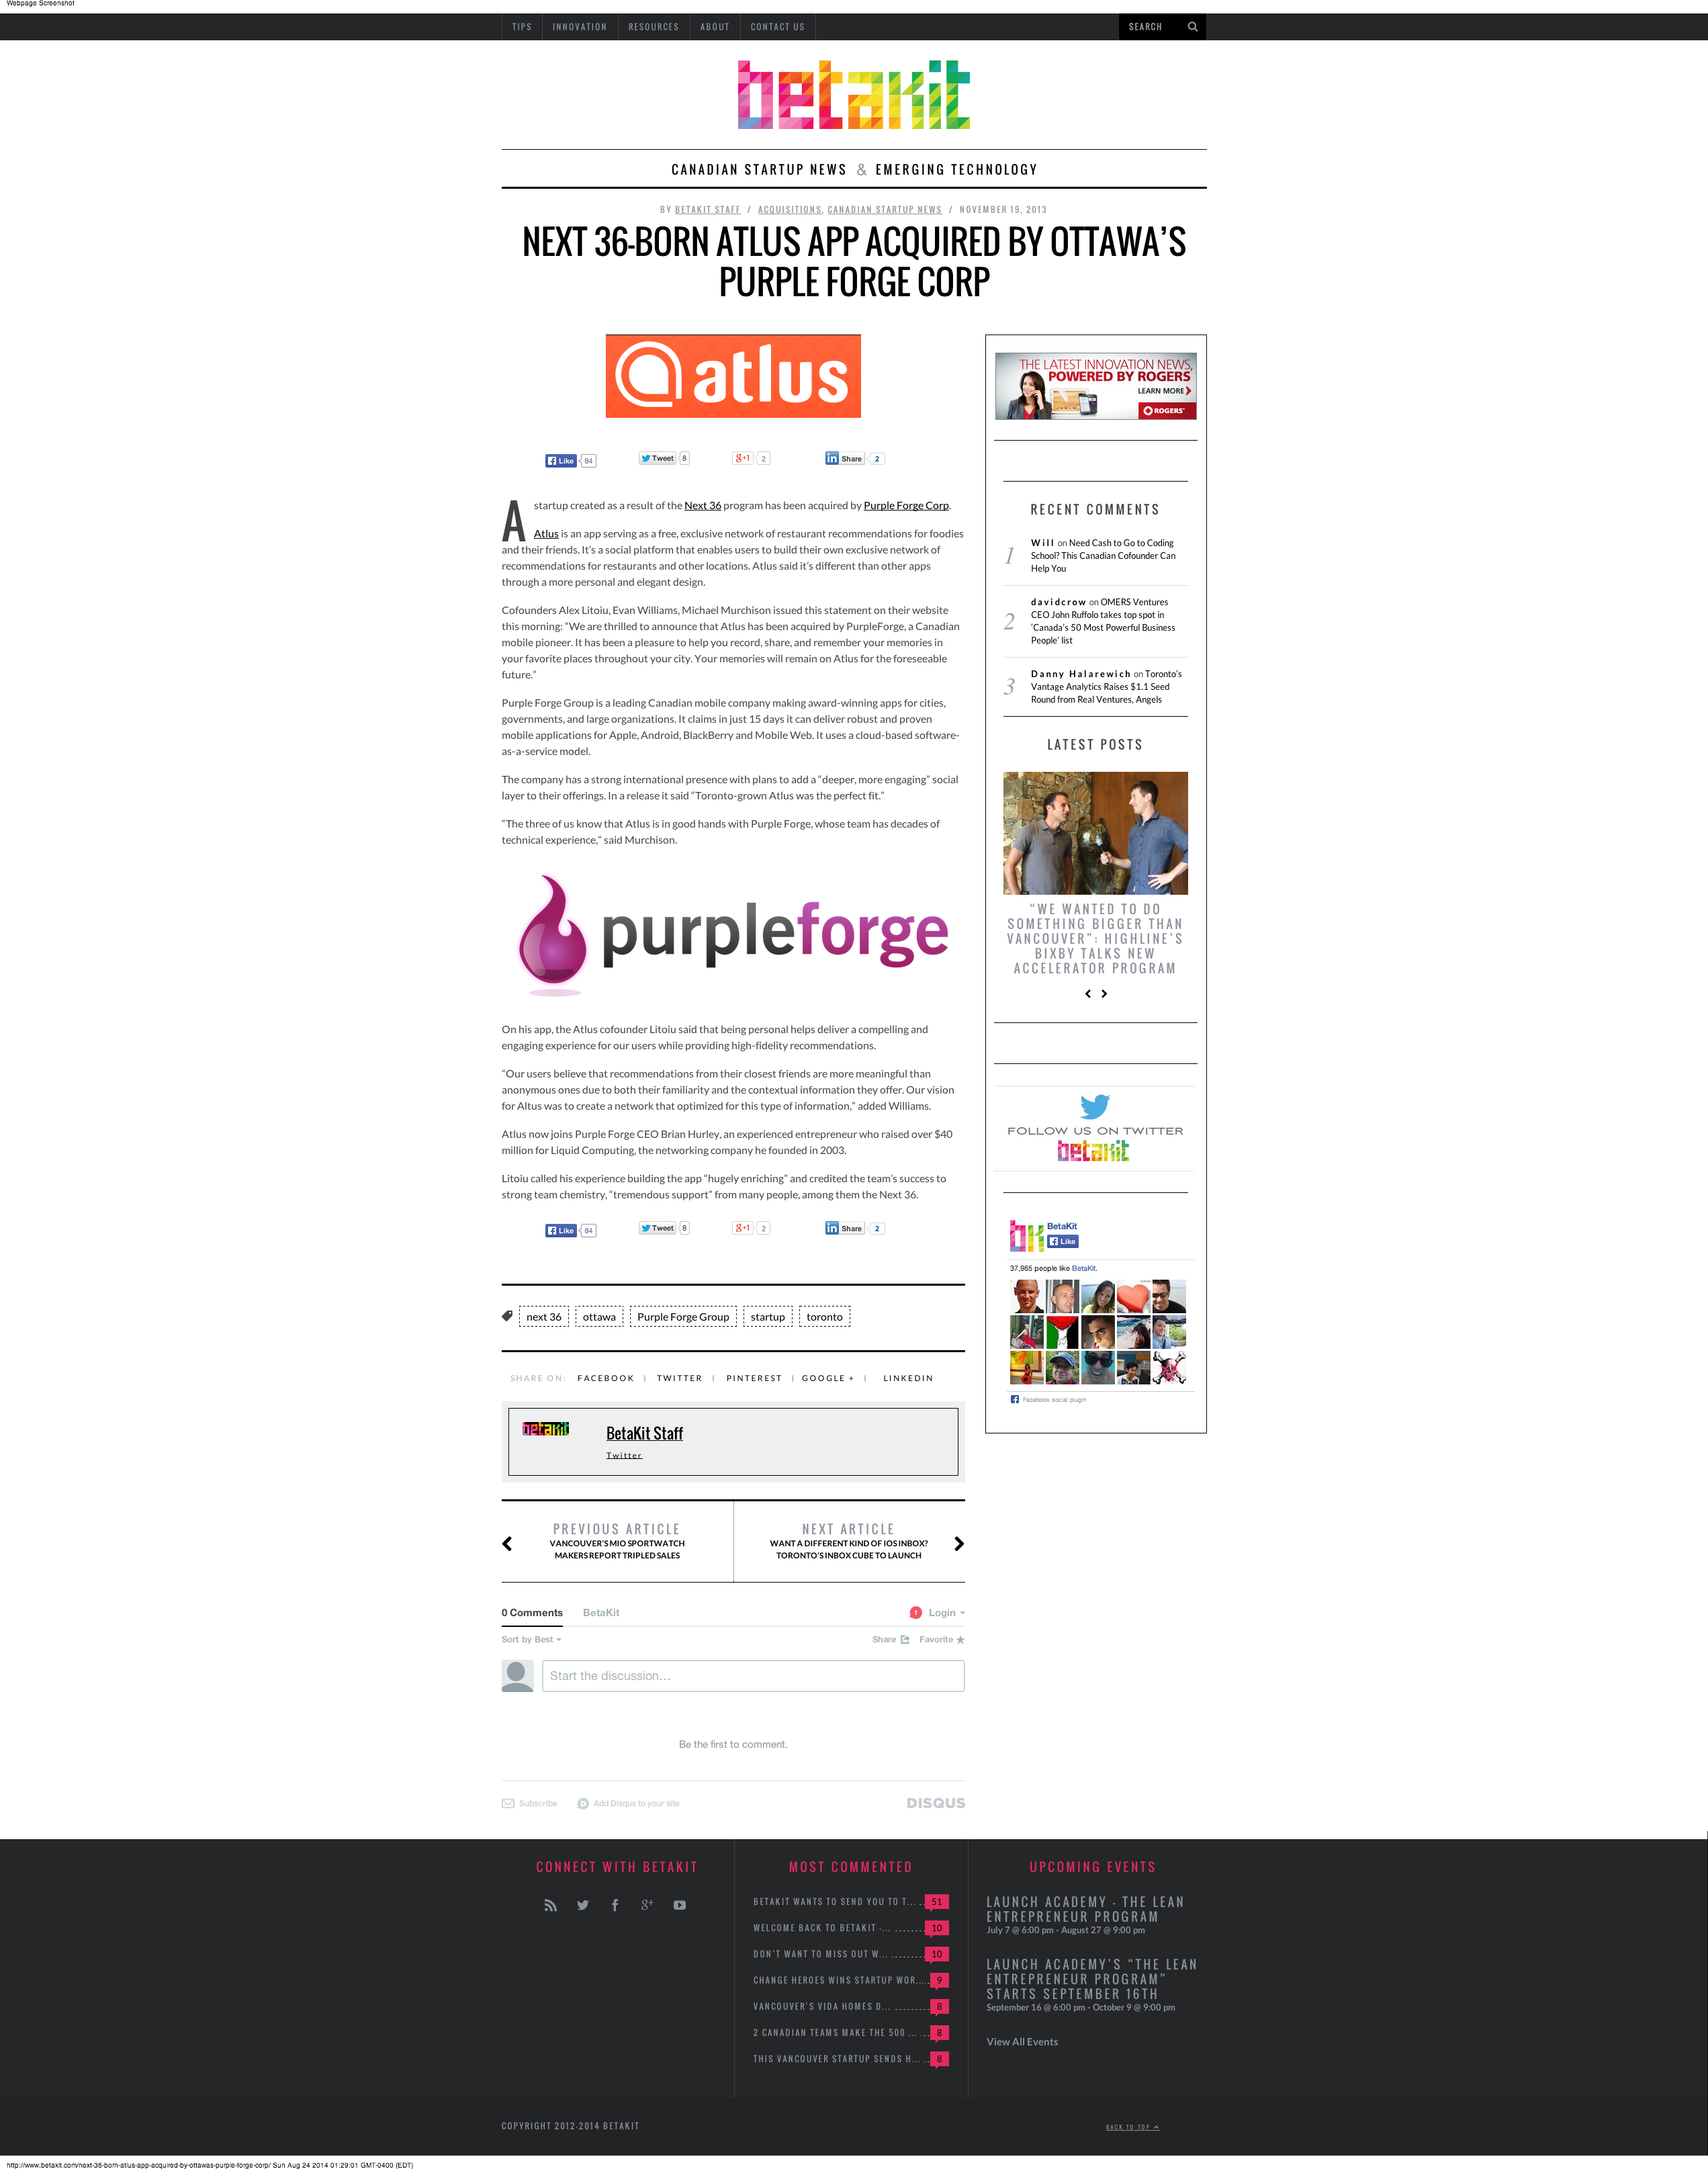 Webpage Screenshot
TIPS
INNOVATION
RESOURCES
ABOUT
CONTACT US
SEARCH
betakit
CANADIAN STARTUP NEWS & EMERGING TECHNOLOGY
BY BETAKIT STAFF / ACQUISITIONS, CANADIAN STARTUP NEWS / NOVEMBER 19, 2013
NEXT 36-BORN ATLUS APP ACQUIRED BY OTTAWA’S
PURPLE FORGE CORP
atlus
Like 84
Tweet 8
g+1 2
in Share 2
A startup created as a result of the Next 36 program has been acquired by Purple Forge Corp.
Atlus is an app serving as a free, exclusive network of restaurant recommendations for foodies
and their friends. It’s a social platform that enables users to build their own exclusive network of
recommendations for restaurants and other locations. Atlus said it’s different than other apps
through a more personal and elegant design.
Cofounders Alex Litoiu, Evan Williams, Michael Murchison issued this statement on their website
this morning: “We are thrilled to announce that Atlus has been acquired by PurpleForge, a Canadian
mobile pioneer. It has been a pleasure to help you record, share, and remember your memories in
your favorite places throughout your city. Your memories will remain on Atlus for the foreseeable
future.”
Purple Forge Group is a leading Canadian mobile company making award-winning apps for cities,
governments, and large organizations. It claims in just 15 days it can deliver robust and proven
mobile applications for Apple, Android, BlackBerry and Mobile Web. It uses a cloud-based software-
as-a-service model.
The company has a strong international presence with plans to add a “deeper, more engaging” social
layer to their offerings. In a release it said “Toronto-grown Atlus was the perfect fit.”
“The three of us know that Atlus is in good hands with Purple Forge, whose team has decades of
technical experience,” said Murchison.
purpleforge
On his app, the Atlus cofounder Litoiu said that being personal helps deliver a compelling and
engaging experience for our users while providing high-fidelity recommendations.
“Our users believe that recommendations from their closest friends are more meaningful than
anonymous ones due to both their familiarity and the contextual information they offer. Our vision
for Altus was to create a network that optimized for this type of information,” added Williams.
Atlus now joins Purple Forge CEO Brian Hurley, an experienced entrepreneur who raised over $40
million for Liquid Computing, the networking company he founded in 2003.
Litoiu called his experience building the app “hugely enriching” and credited the team’s success to
strong team chemistry, “tremendous support” from many people, among them the Next 36.
Like 84
Tweet 8
g+1 2
in Share 2
next 36
ottawa
Purple Forge Group
startup
toronto
SHARE ON: FACEBOOK | TWITTER | PINTEREST | GOOGLE + | LINKEDIN
betakit
BetaKit Staff
Twitter
PREVIOUS ARTICLE
VANCOUVER’S MIO SPORTWATCH
MAKERS REPORT TRIPLED SALES
NEXT ARTICLE
WANT A DIFFERENT KIND OF IOS INBOX?
TORONTO’S INBOX CUBE TO LAUNCH
0 Comments
BetaKit
1 Login
Sort by Best
Share
Favorite
Start the discussion…
Be the first to comment.
Subscribe
Add Disqus to your site
DISQUS
THE LATEST INNOVATION NEWS,
POWERED BY ROGERS
LEARN MORE
ROGERS
RECENT COMMENTS
1
Will on Need Cash to Go to Coding
School? This Canadian Cofounder Can
Help You
2
davidcrow on OMERS Ventures
CEO John Ruffolo takes top spot in
‘Canada’s 50 Most Powerful Business
People’ list
3
Danny Halarewich on Toronto’s
Vantage Analytics Raises $1.1 Seed
Round from Real Ventures, Angels
LATEST POSTS
“WE WANTED TO DO
SOMETHING BIGGER THAN
VANCOUVER”: HIGHLINE’S
BIXBY TALKS NEW
ACCELERATOR PROGRAM
FOLLOW US ON TWITTER
betakit
bk
BetaKit
Like
37,965 people like BetaKit.
Facebook social plugin
CONNECT WITH BETAKIT
MOST COMMENTED
BETAKIT WANTS TO SEND YOU TO T... 51
WELCOME BACK TO BETAKIT -... 10
DON’T WANT TO MISS OUT W... 10
CHANGE HEROES WINS STARTUP WOR... 9
VANCOUVER’S VIDA HOMES D... 8
2 CANADIAN TEAMS MAKE THE 500 ... 8
THIS VANCOUVER STARTUP SENDS H... 8
UPCOMING EVENTS
LAUNCH ACADEMY - THE LEAN
ENTREPRENEUR PROGRAM
July 7 @ 6:00 pm - August 27 @ 9:00 pm
LAUNCH ACADEMY’S “THE LEAN
ENTREPRENEUR PROGRAM”
STARTS SEPTEMBER 16TH
September 16 @ 6:00 pm - October 9 @ 9:00 pm
View All Events
COPYRIGHT 2012-2014 BETAKIT
BACK TO TOP
http://www.betakit.com/next-36-born-atlus-app-acquired-by-ottawas-purple-forge-corp/ Sun Aug 24 2014 01:29:01 GMT-0400 (EDT)